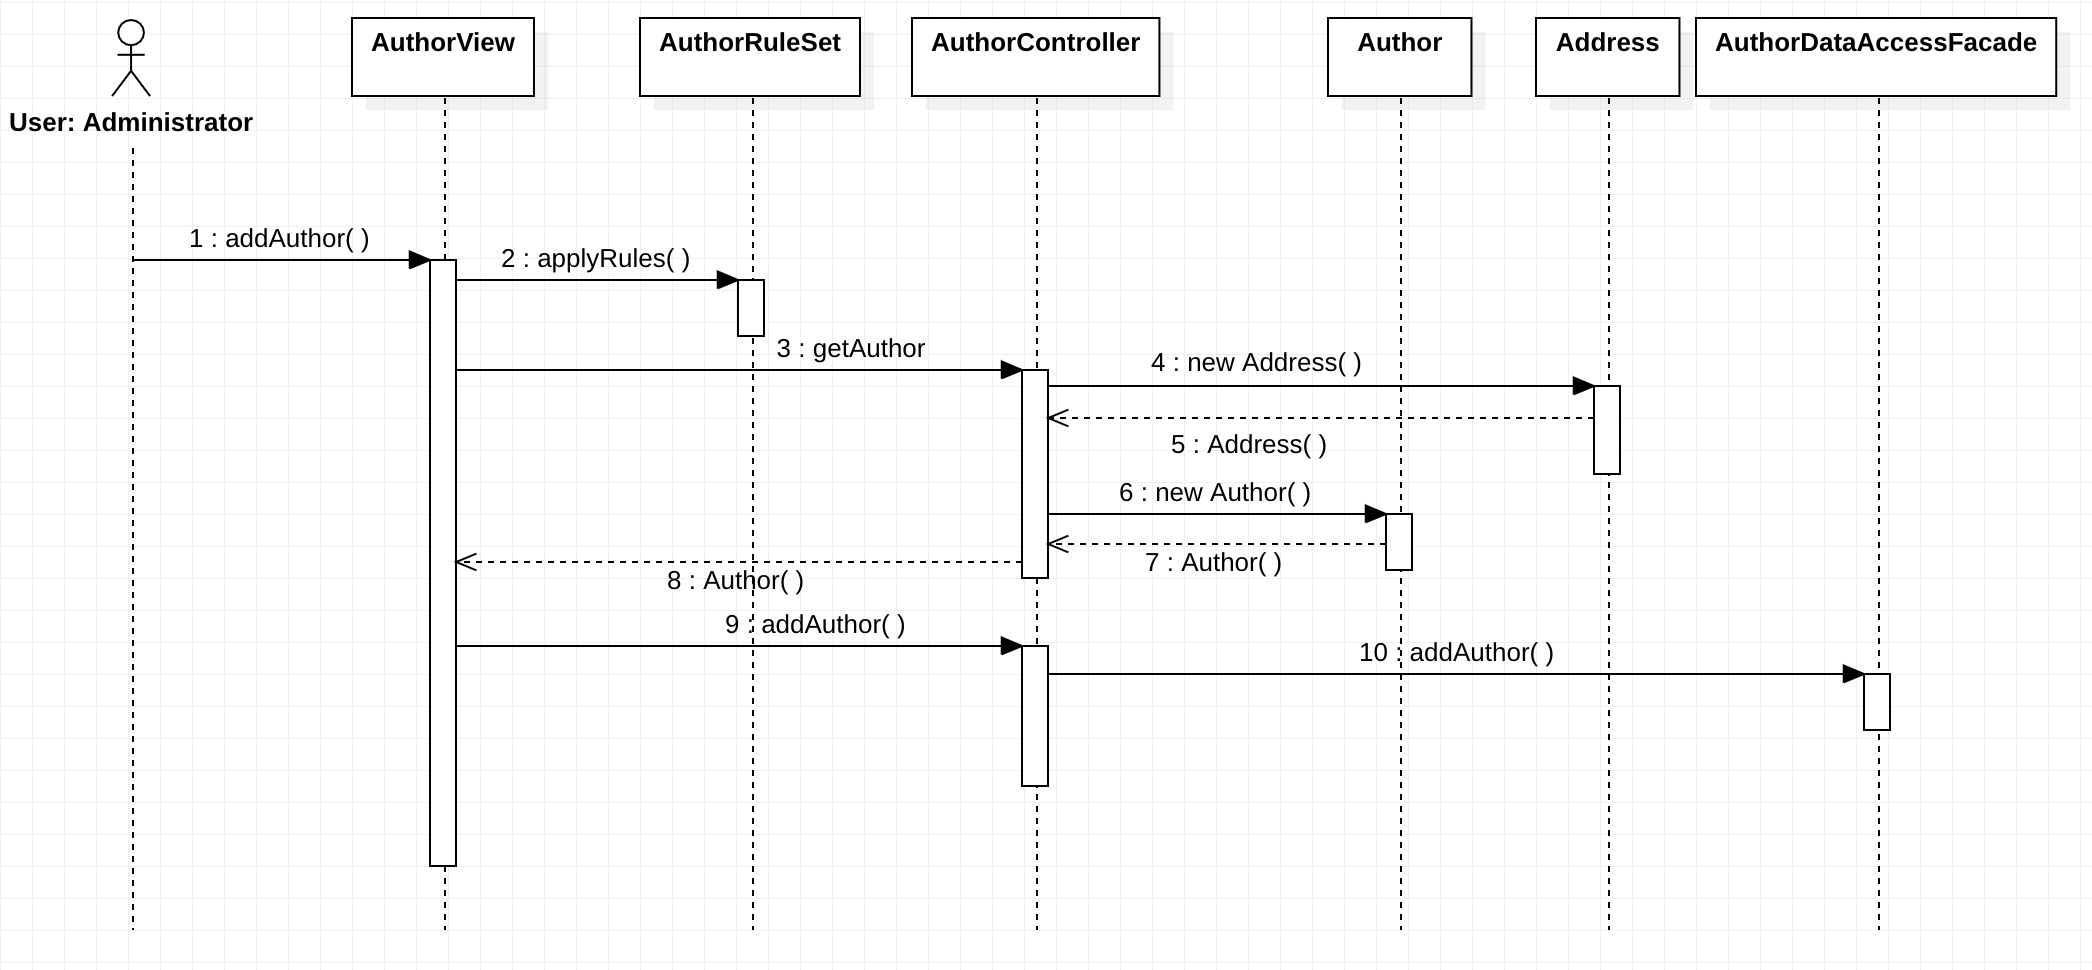 AuthorView
AuthorRuleSet
AuthorController
Author
Address
AuthorDataAccessFacade
User: Administrator
1 : addAuthor( )
2 : applyRules( )
3 : getAuthor
4 : new Address( )
5 : Address( )
6 : new Author( )
7 : Author( )
8 : Author( )
9 : addAuthor( )
10 : addAuthor( )